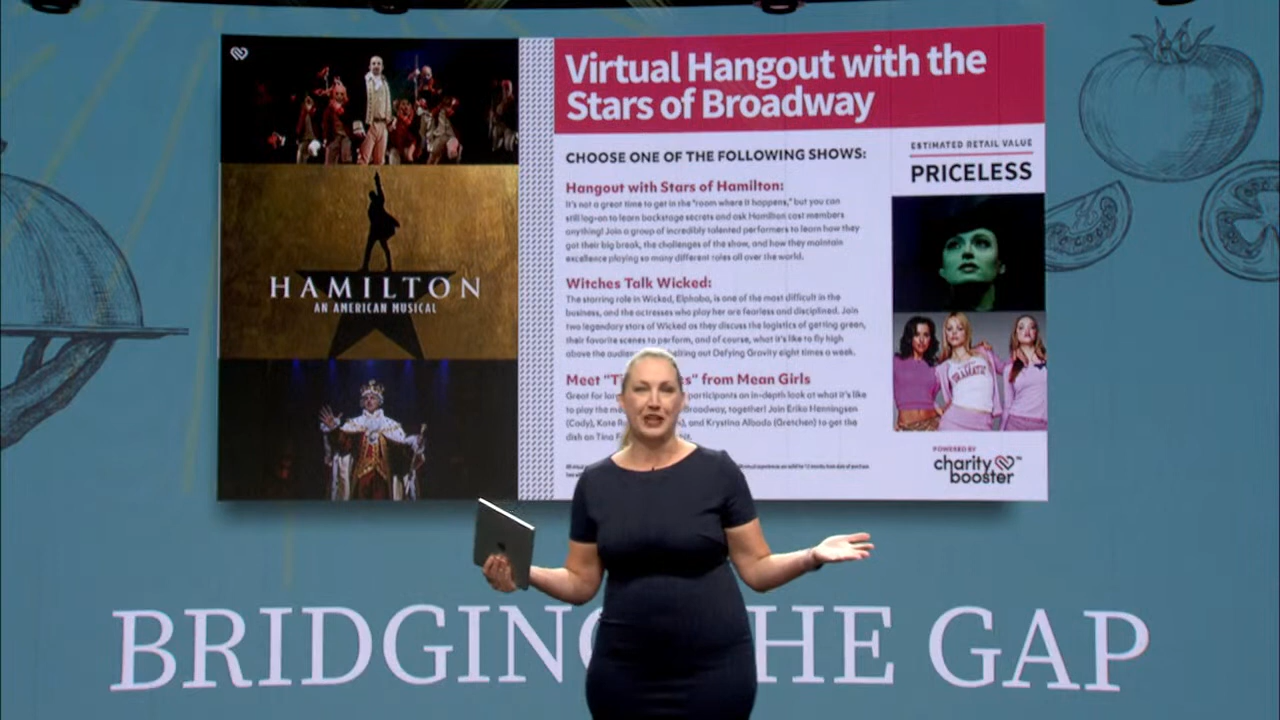 Virtual Hangout with the
Stars of Broadway
CHOOSE ONE OF THE FOLLOWING SHOWS:
Hangout with Stars of Hamilton:
It's not a great time to get in the "room where it happens," but you can
still log-on to learn backstage secrets and ask Hamilton cast members
anything! Join a group of incredibly talented performers to learn how they
got their big break, the challenges of the show, and how they maintain
excellence playing so many different roles all over the world.
Witches Talk Wicked:
The starring role in Wicked, Elphaba, is one of the most difficult in the
business, and the actresses who play her are fearless and disciplined. Join
two legendary stars of Wicked as they discuss the logistics of getting green,
their favorite scenes to perform, and of course, what it's like to fly high
above the belting out Defying Gravity eight times a week.
Meet from Mean Girls
Great for participants an in-depth look at what it's like
to play the Broadway, together! Join Erika Henningsen
(Cady), Kate and Krystina Alabado (Gretchen) to get the
dish on Tina
ESTIMATED RETAIL VALUE
PRICELESS
HAMILTON
AN AMERICAN MUSICAL
DRAMATIC
POWERED BY
charity
booster™
BRIDGING THE GAP